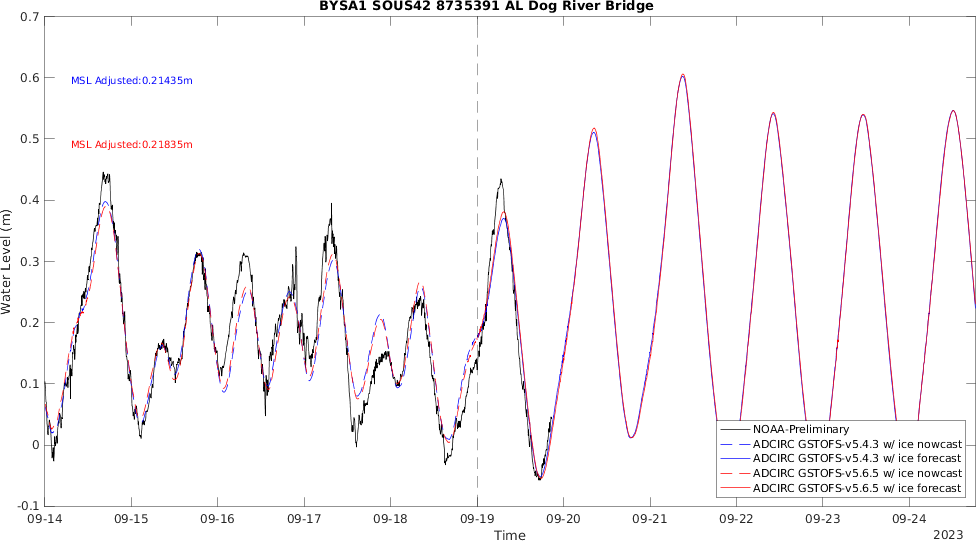 BYSA1 SOUS42 8735391 AL Dog River Bridge
0.7
0.6
0.5
0.4
0.3
0.2
0.1
0
-0.1
Water Level (m)
MSL Adjusted:0.21435m
MSL Adjusted:0.21835m
NOAA-Preliminary
ADCIRC GSTOFS-v5.4.3 w/ ice nowcast
ADCIRC GSTOFS-v5.4.3 w/ ice forecast
ADCIRC GSTOFS-v5.6.5 w/ ice nowcast
ADCIRC GSTOFS-v5.6.5 w/ ice forecast
09-14 09-15 09-16 09-17 09-18 09-19 09-20 09-21 09-22 09-23 09-24
Time
2023